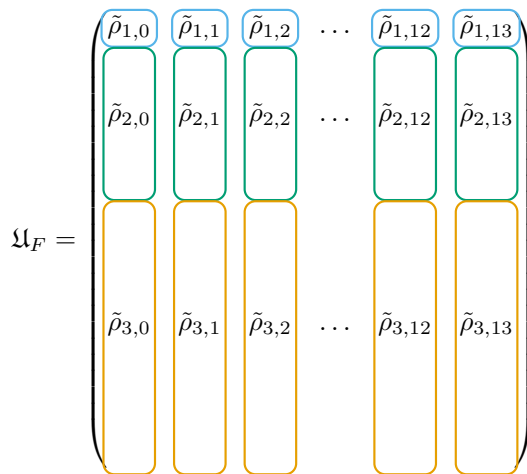 ρ̃₁,₀ ρ̃₁,₁ ρ̃₁,₂ ⋯ ρ̃₁,₁₂ ρ̃₁,₁₃
ρ̃₂,₀ ρ̃₂,₁ ρ̃₂,₂ ⋯ ρ̃₂,₁₂ ρ̃₂,₁₃
𝔘_F =
ρ̃₃,₀ ρ̃₃,₁ ρ̃₃,₂ ⋯ ρ̃₃,₁₂ ρ̃₃,₁₃